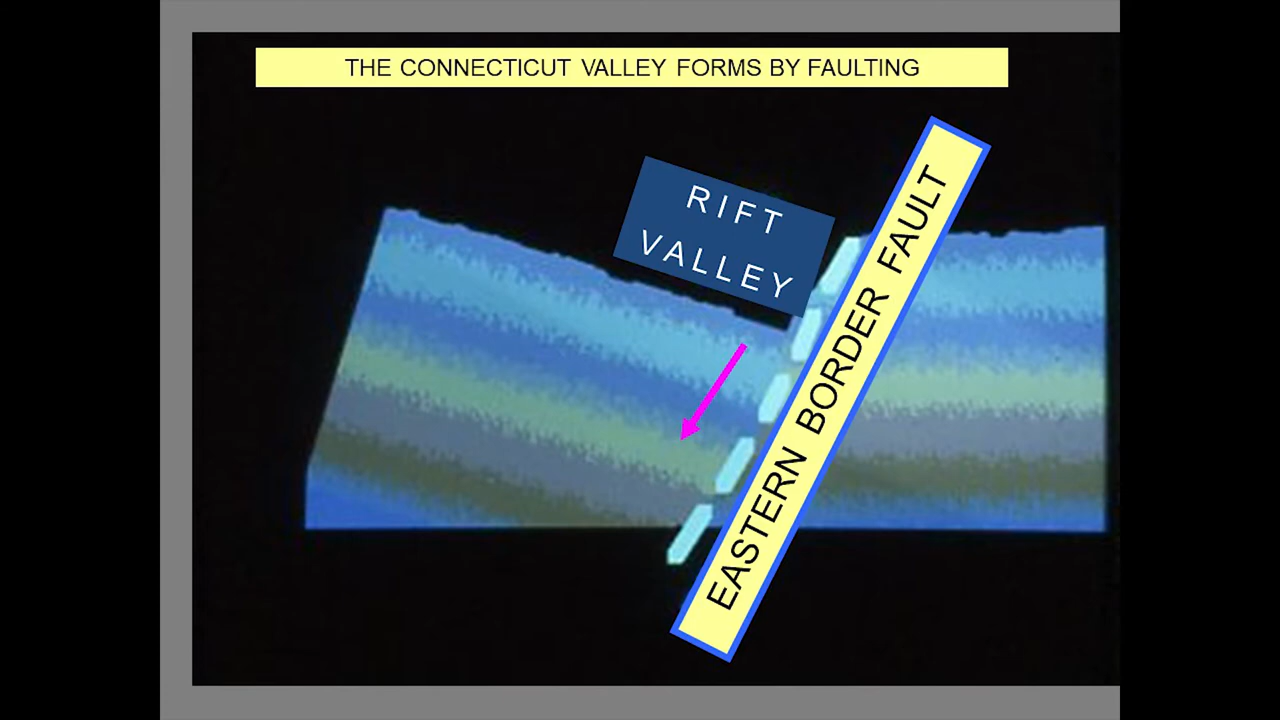 THE CONNECTICUT VALLEY FORMS BY FAULTING
RIFT
VALLEY
EASTERN BORDER FAULT